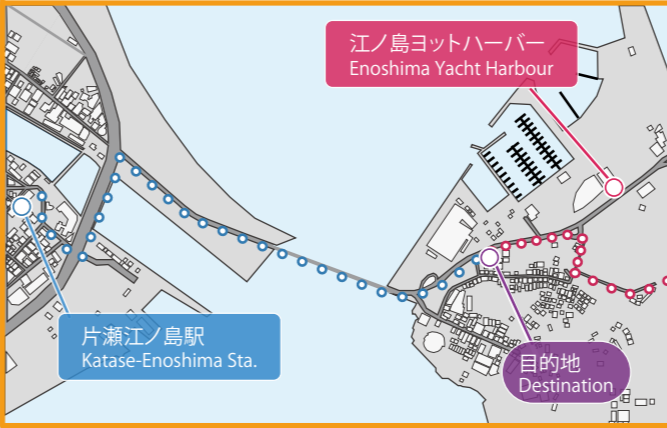 江ノ島ヨットハーバー
Enoshima Yacht Harbour
片瀬江ノ島駅
Katase-Enoshima Sta.
目的地
Destination